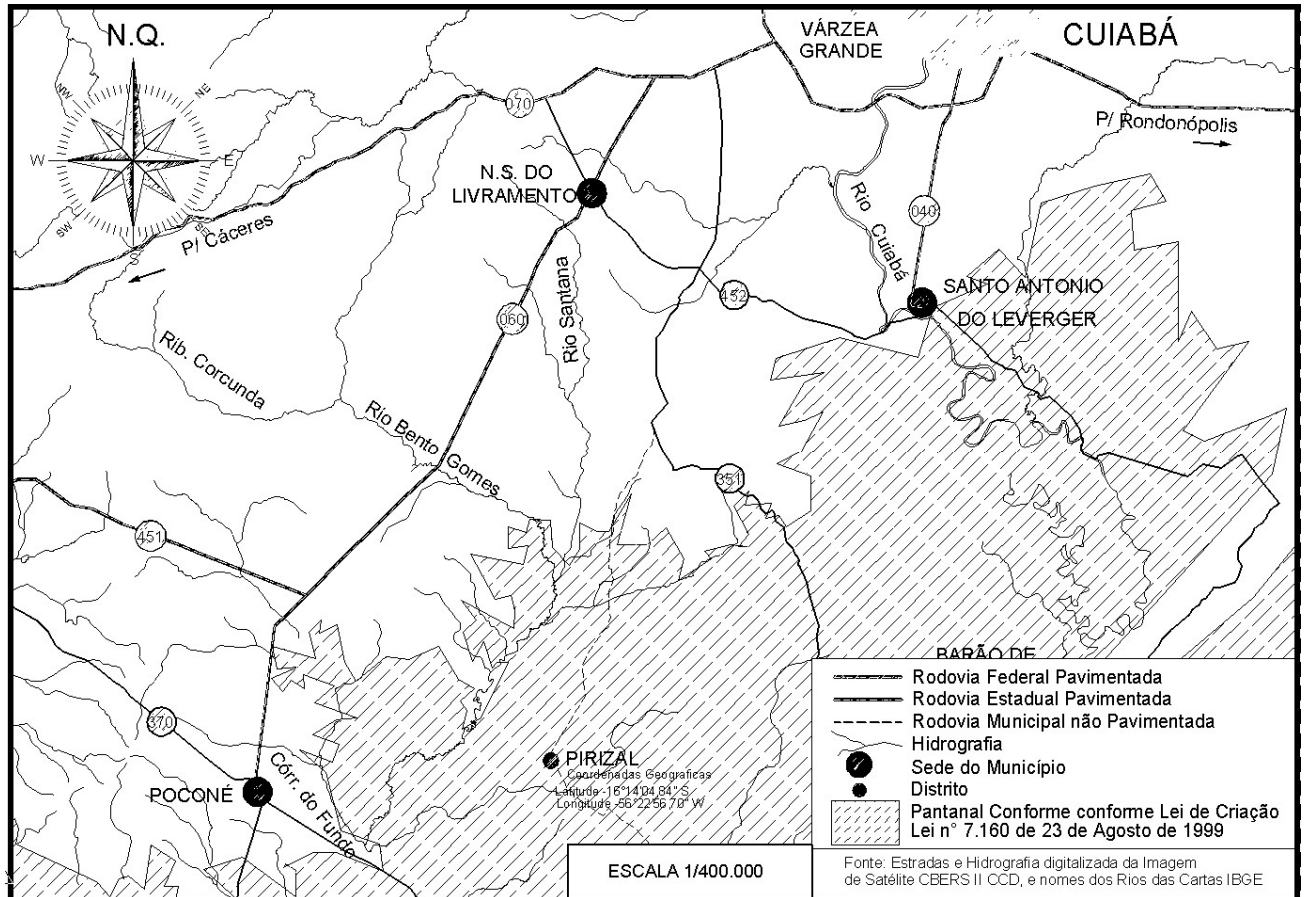 N.Q.
VÁRZEA
GRANDE
CUIABÁ
NW
NE
W
E
SW
SE
S
070
P/ Rondonópolis
N.S. DO
LIVRAMENTO
P/ Cáceres
Rio Cuiabá
040
SANTO ANTONIO
DO LEVERGER
452
060
Rio Santana
Rib. Corcunda
Rio Bento Gomes
351
451
370
BARÃO DE
PIRIZAL
Coordenadas Geograficas
Latitude -16°14'04,84" S
Longitude -56°22'56,70" W
POCONÉ
Córr. do Fundo
Rodovia Federal Pavimentada
Rodovia Estadual Pavimentada
Rodovia Municipal não Pavimentada
Hidrografia
Sede do Município
Distrito
Pantanal Conforme conforme Lei de Criação
Lei n° 7.160 de 23 de Agosto de 1999
ESCALA 1/400.000
Fonte: Estradas e Hidrografia digitalizada da Imagem
de Satélite CBERS II CCD, e nomes dos Rios das Cartas IBGE